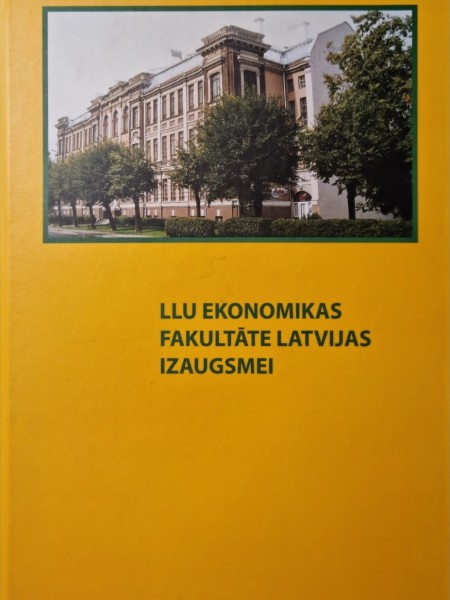 LLU EKONOMIKAS
FAKULTĀTE LATVIJAS
IZAUGSMEI